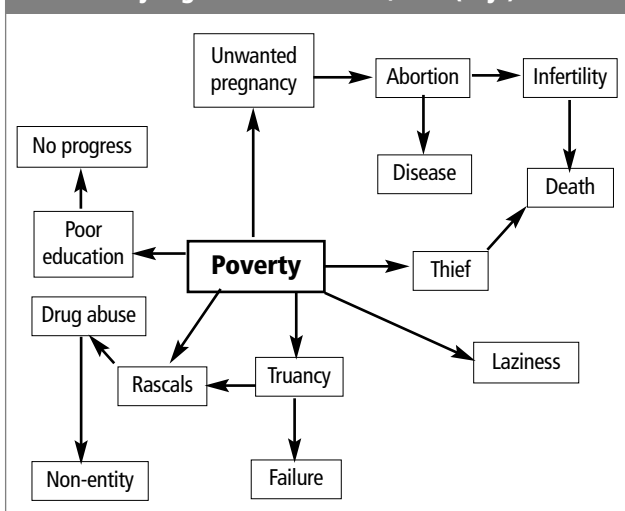 Unwanted
pregnancy
Abortion
Infertility
No progress
Disease
Death
Poor
education
Poverty
Thief
Drug abuse
Laziness
Rascals
Truancy
Non-entity
Failure